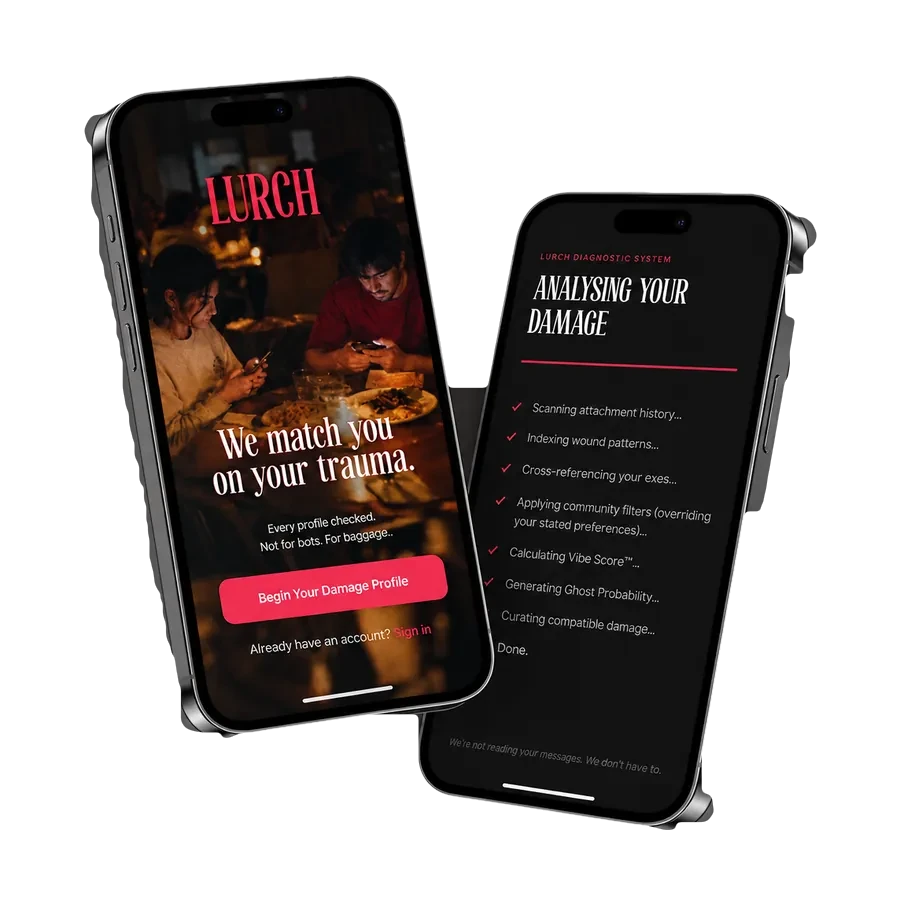 LURCH
We match you
on your trauma.
Every profile checked.
Not for bots. For baggage..
Begin Your Damage Profile
Already have an account? Sign in
LURCH DIAGNOSTIC SYSTEM
ANALYSING YOUR
DAMAGE
Scanning attachment history...
Indexing wound patterns...
Cross-referencing your exes...
Applying community filters (overriding
your stated preferences)...
Calculating Vibe Score™...
Generating Ghost Probability...
Curating compatible damage...
Done.
We're not reading your messages. We don't have to.